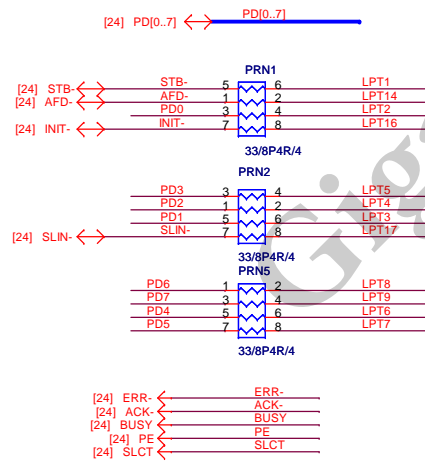 [24] PD[0..7] PD[0..7]
PRN1
[24] STB- STB- 5 6 LPT1
[24] AFD- AFD- 1 2 LPT14
PD0 3 4 LPT2
[24] INIT- INIT- 7 8 LPT16
33/8P4R/4
PRN2
PD3 3 4 LPT5
PD2 1 2 LPT4
PD1 5 6 LPT3
[24] SLIN- SLIN- 7 8 LPT17
33/8P4R/4
PRN5
PD6 1 2 LPT8
PD7 3 4 LPT9
PD4 5 6 LPT6
PD5 7 8 LPT7
33/8P4R/4
[24] ERR- ERR-
[24] ACK- ACK-
[24] BUSY BUSY
[24] PE PE
[24] SLCT SLCT
Gig